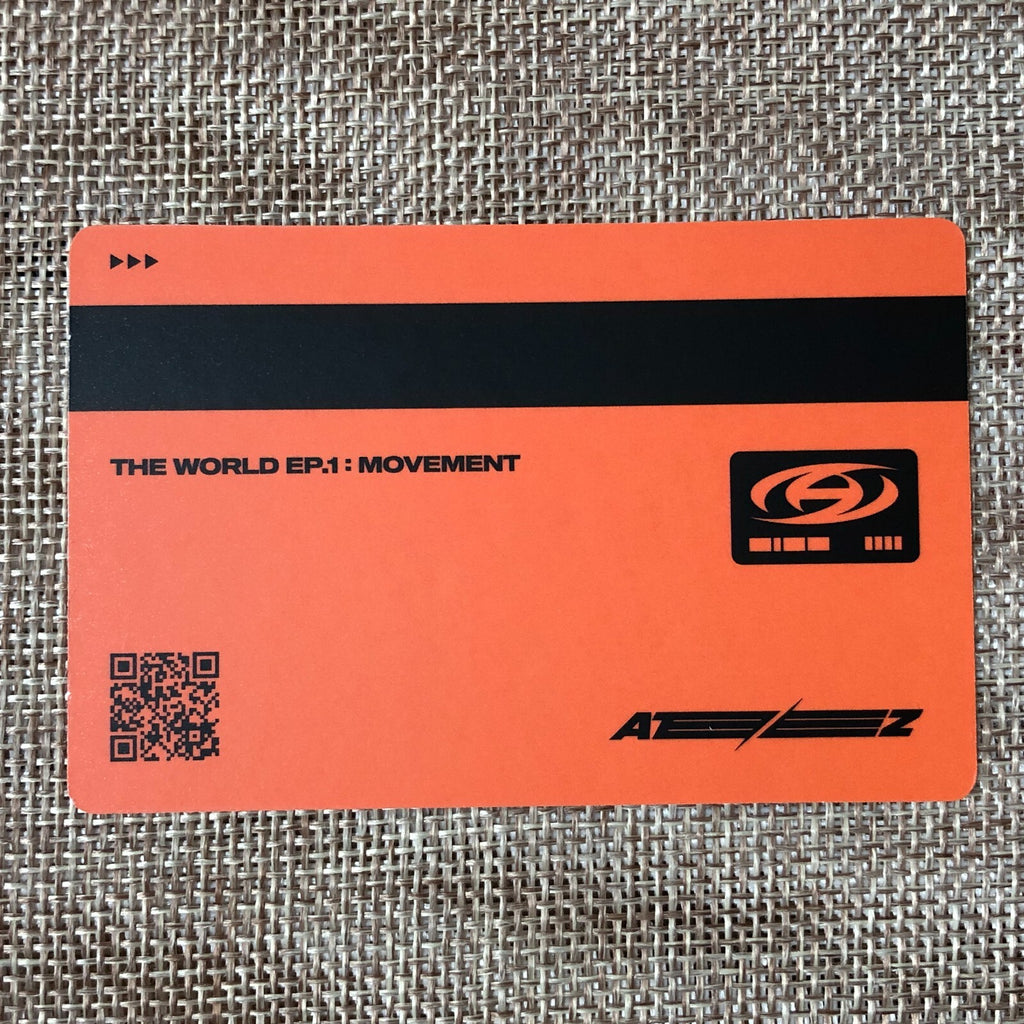 THE WORLD EP.1 : MOVEMENT
ATEEZ